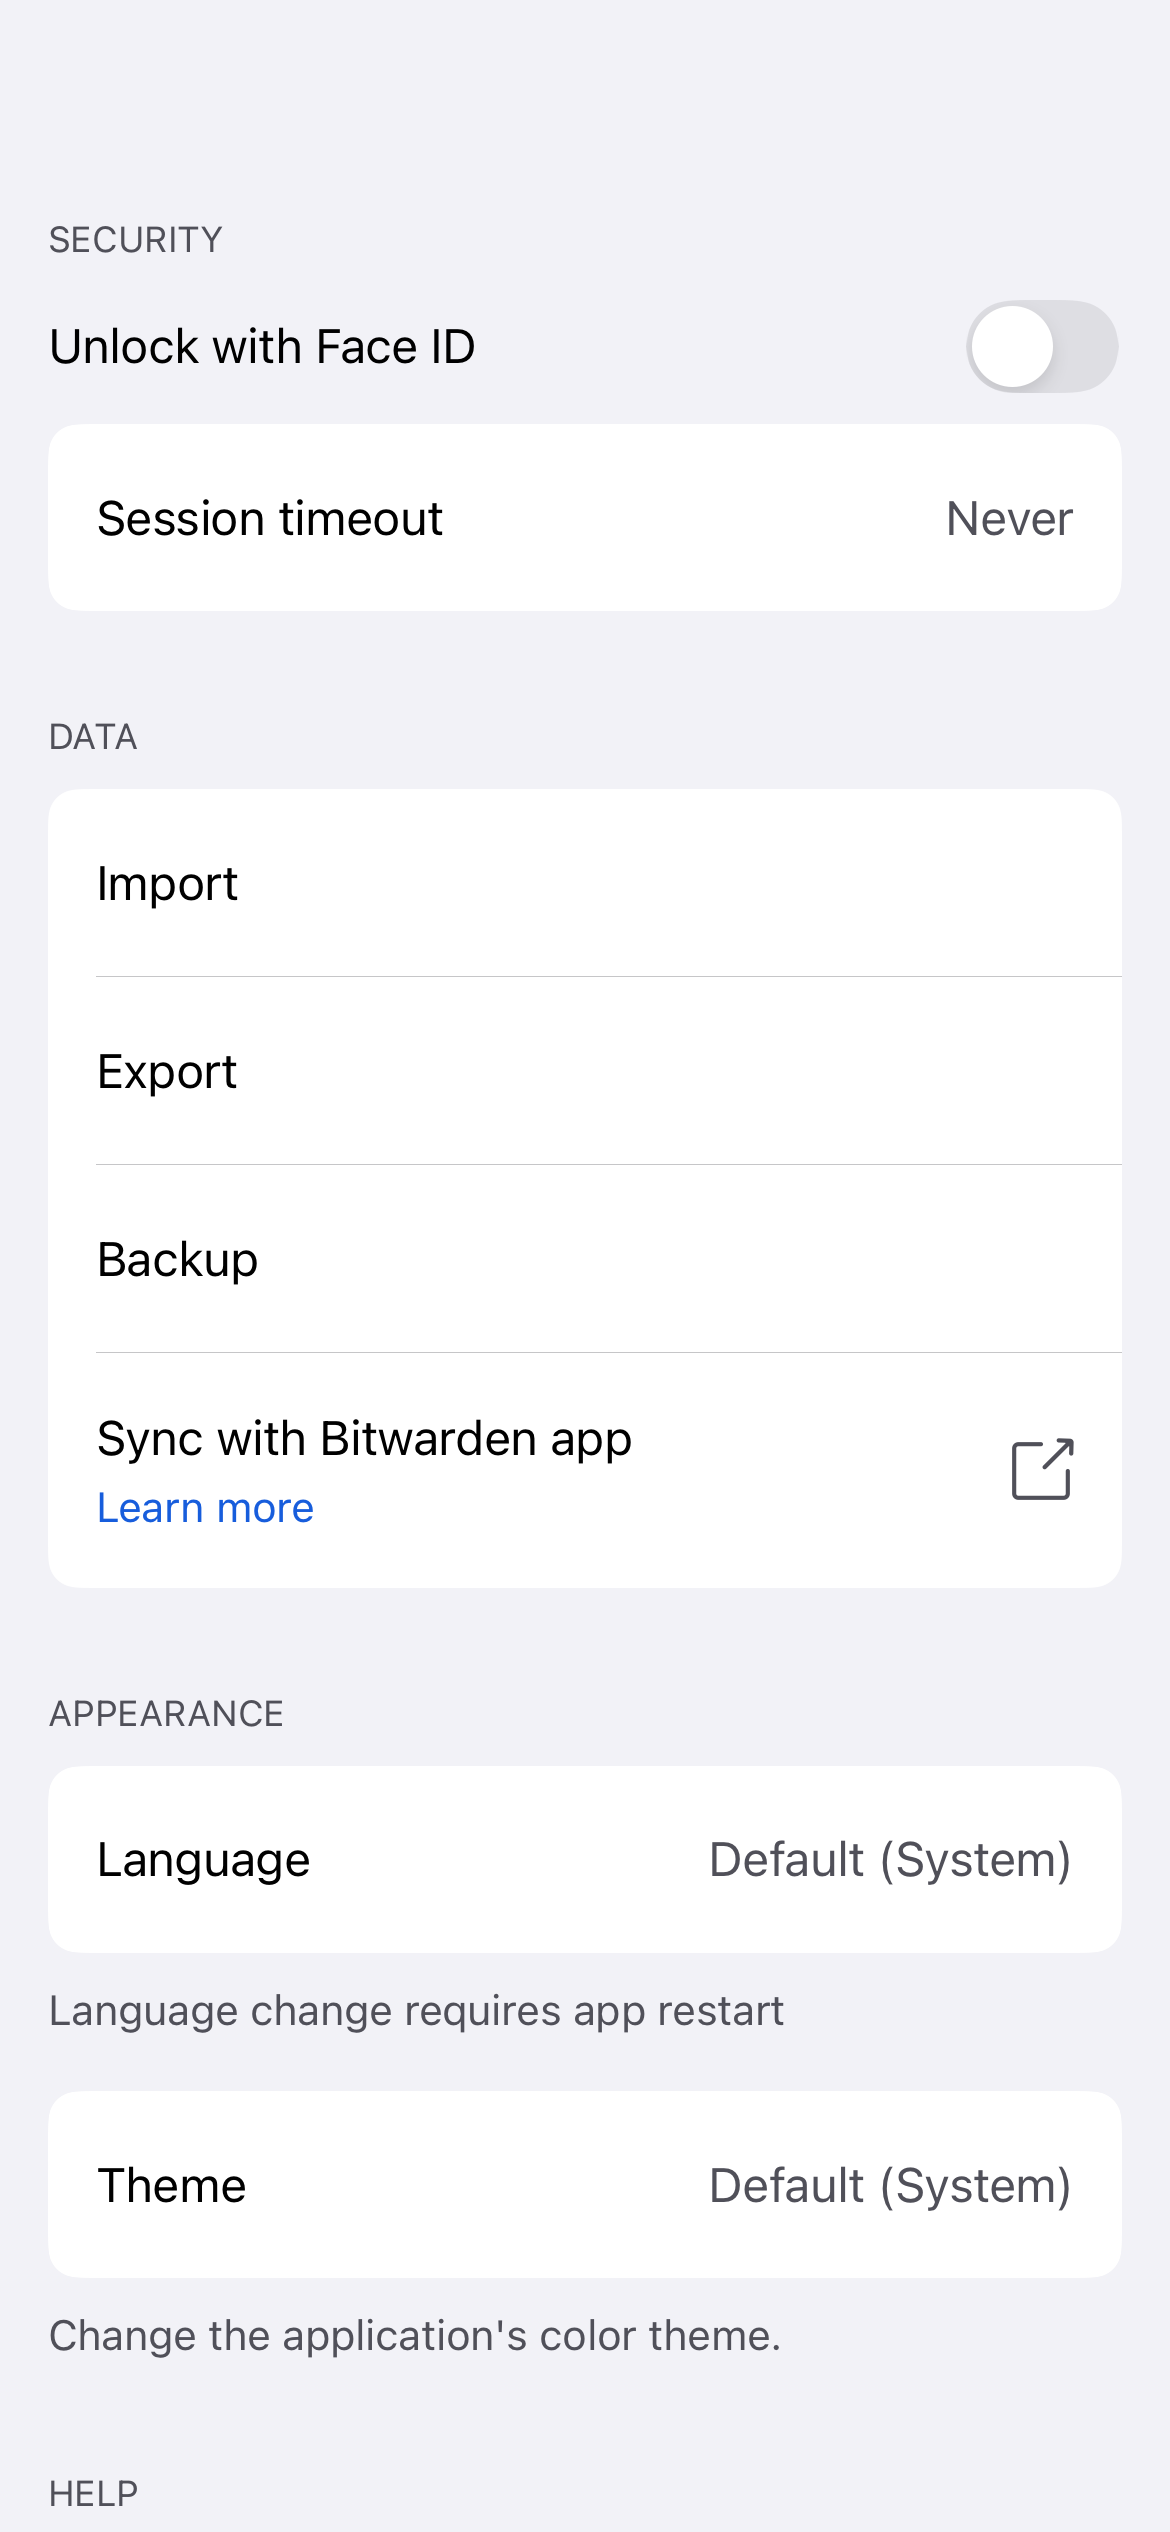 SECURITY
Unlock with Face ID
Session timeout Never
DATA
Import
Export
Backup
Sync with Bitwarden app
Learn more
APPEARANCE
Language Default (System)
Language change requires app restart
Theme Default (System)
Change the application's color theme.
HELP